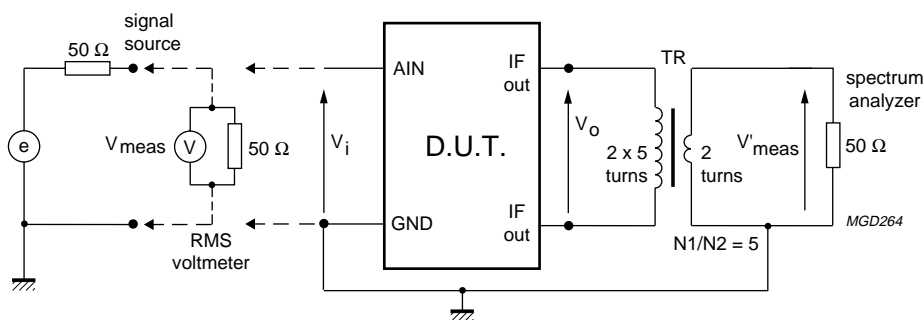 signal
source
50 Ω
e
Vmeas
V
50 Ω
RMS
voltmeter
Vi
AIN
GND
D.U.T.
IF
out
IF
out
Vo
TR
2 x 5
turns
2
turns
N1/N2 = 5
V'meas
50 Ω
spectrum
analyzer
MGD264